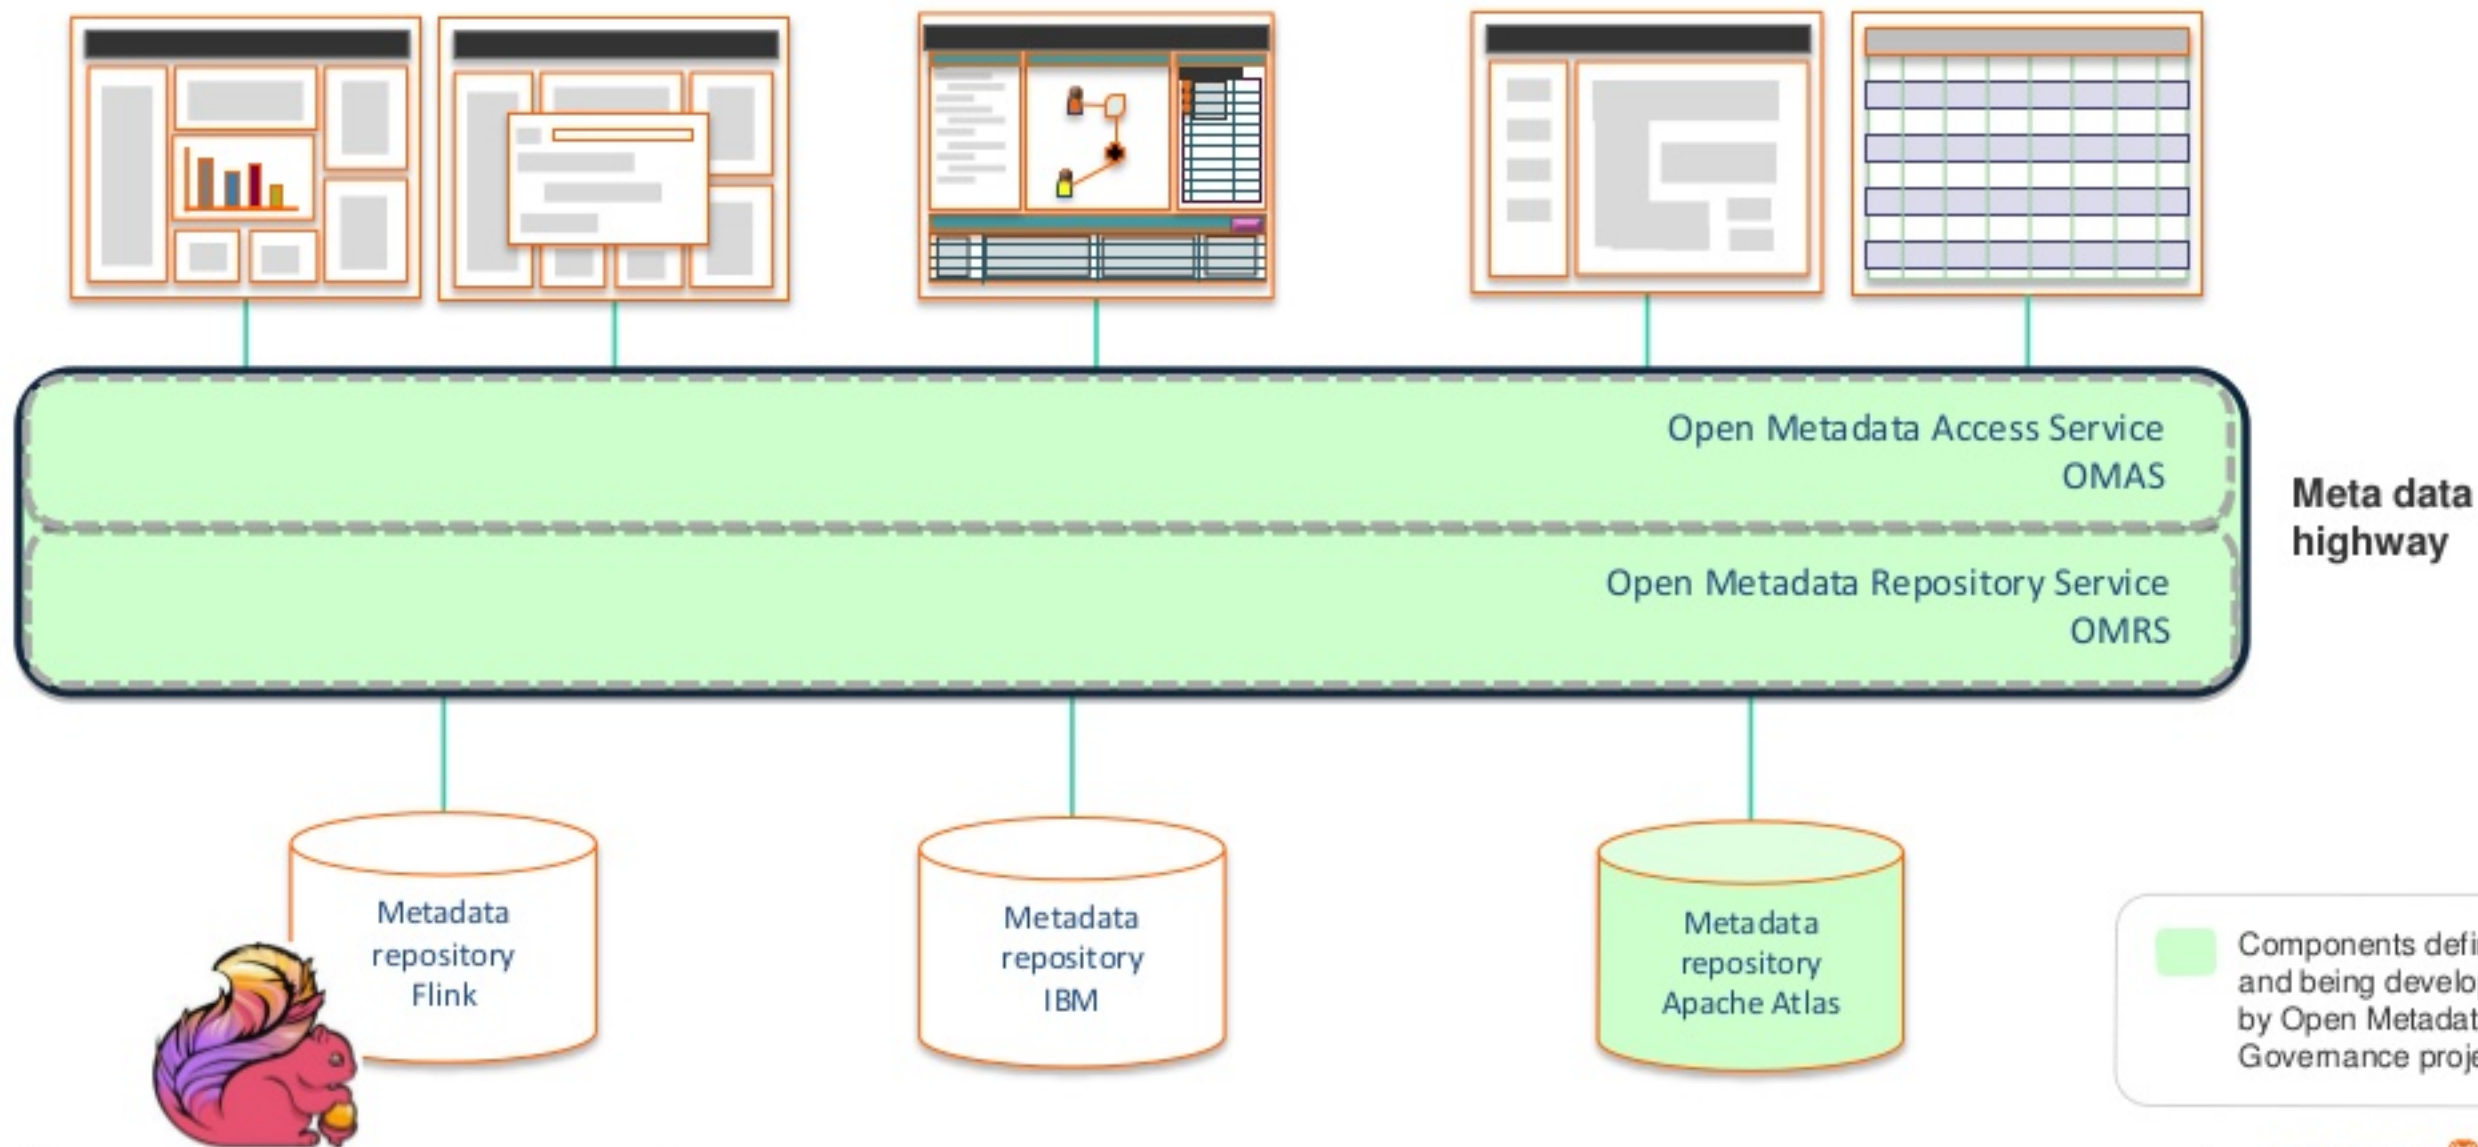 Open Metadata Access Service
OMAS
Meta data
highway
Open Metadata Repository Service
OMRS
Metadata
repository
Flink
Metadata
repository
IBM
Metadata
repository
Apache Atlas
Components defi
and being develo
by Open Metadat
Governance proje